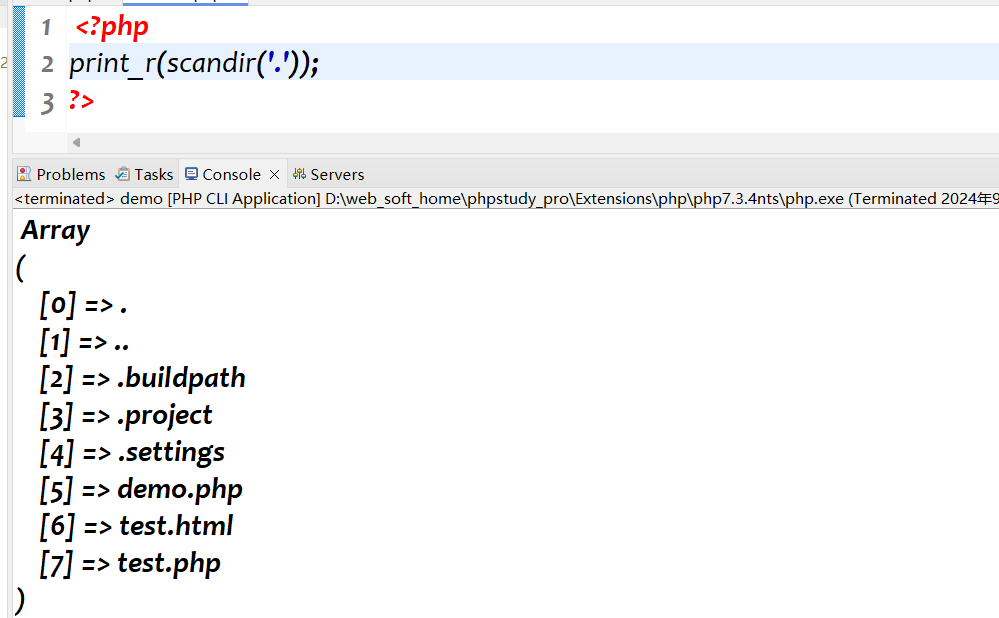 1 <?php
2 print_r(scandir('.'));
3 ?>
Problems Tasks Console Servers
<terminated> demo [PHP CLI Application] D:\web_soft_home\phpstudy_pro\Extensions\php\php7.3.4nts\php.exe (Terminated 2024年9
Array
(
[0] => .
[1] => ..
[2] => .buildpath
[3] => .project
[4] => .settings
[5] => demo.php
[6] => test.html
[7] => test.php
)